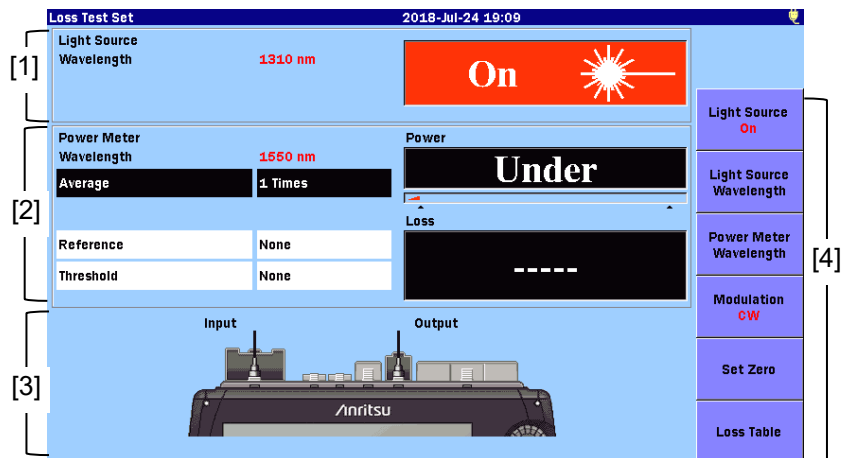 Loss Test Set 2018-Jul-24 19:09
[1]
Light Source
Wavelength 1310 nm
On
[2]
Power Meter
Wavelength 1550 nm
Average 1 Times
Reference None
Threshold None
Power
Under
Loss
-----
[3]
Input Output
Anritsu
[4]
Light Source
On
Light Source
Wavelength
Power Meter
Wavelength
Modulation
CW
Set Zero
Loss Table